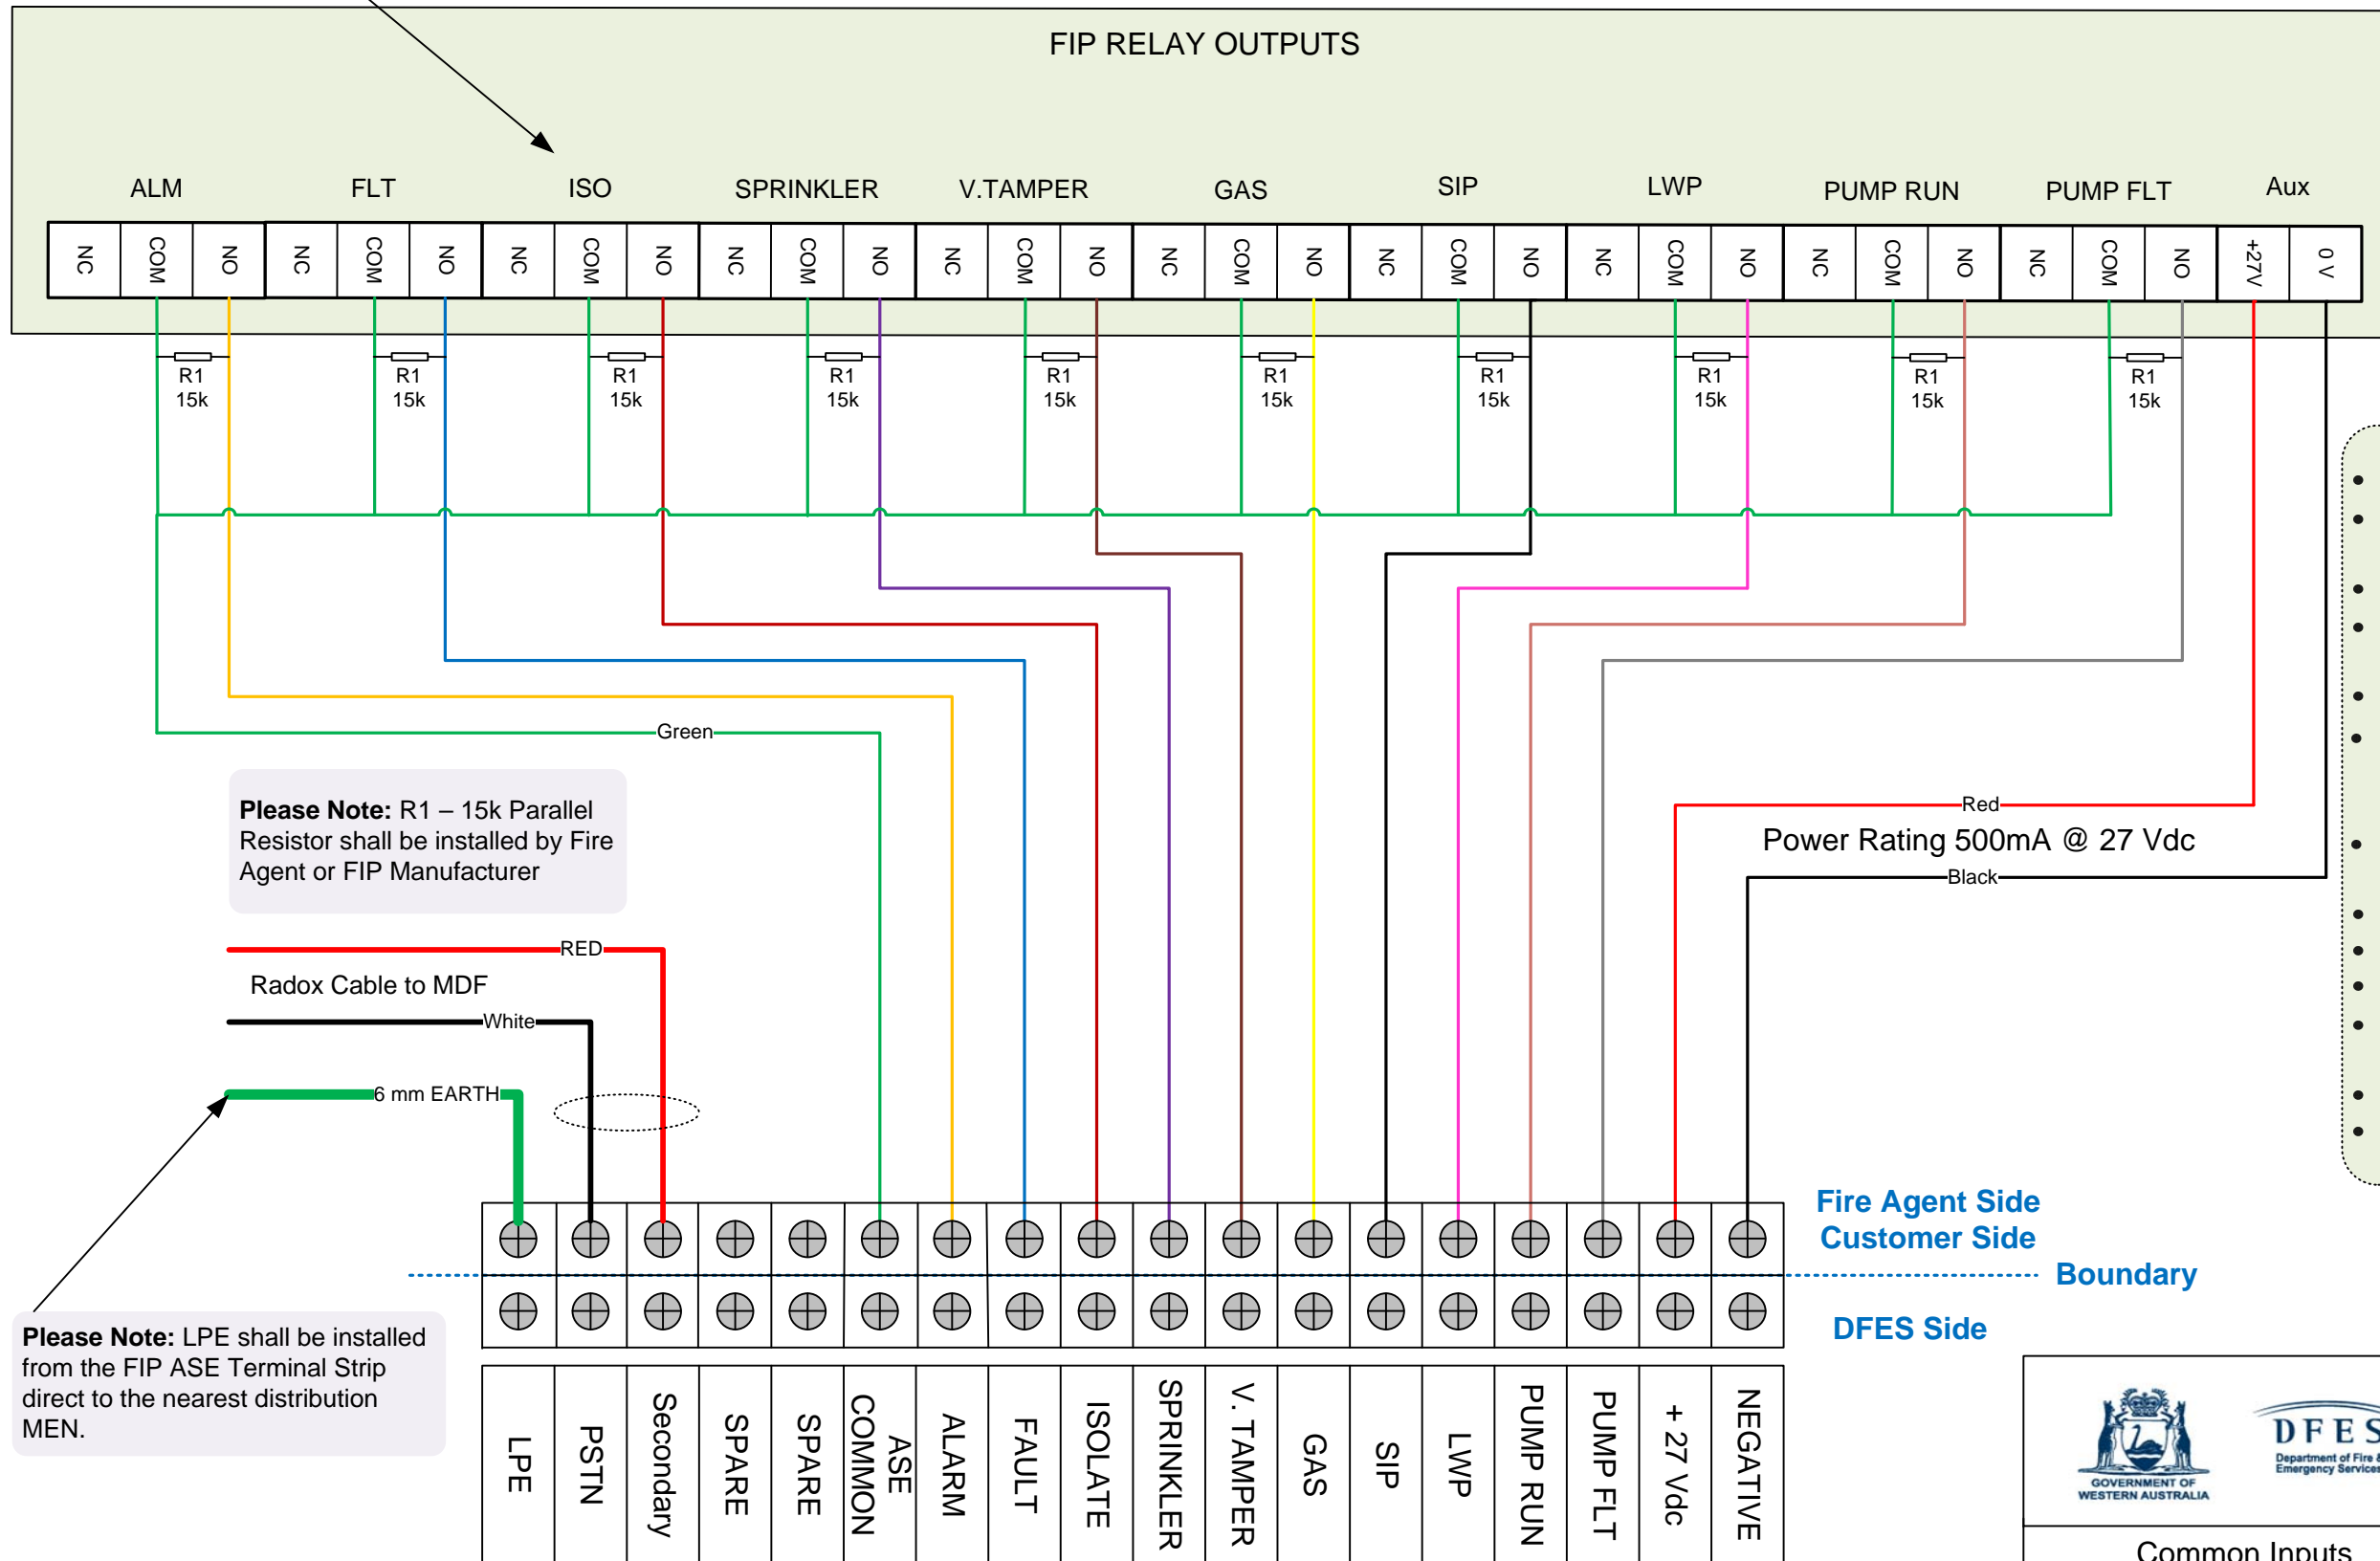 FIP RELAY OUTPUTS
ALM FLT ISO SPRINKLER V.TAMPER GAS SIP LWP PUMP RUN PUMP FLT Aux
NC COM NO NC COM NO NC COM NO NC COM NO NC COM NO NC COM NO NC COM NO NC COM NO NC COM NO NC COM NO +27V 0 V
R1 R1 R1 R1 R1 R1 R1 R1 R1 R1
15k 15k 15k 15k 15k 15k 15k 15k 15k 15k
Green
Please Note: R1 – 15k Parallel
Resistor shall be installed by Fire
Agent or FIP Manufacturer
Red
Power Rating 500mA @ 27 Vdc
Black
RED
Radox Cable to MDF
White
6 mm EARTH
Fire Agent Side
Customer Side
Boundary
DFES Side
Please Note: LPE shall be installed
from the FIP ASE Terminal Strip
direct to the nearest distribution
MEN.
LPE
PSTN
Secondary
SPARE
SPARE
ASE
COMMON
ALARM
FAULT
ISOLATE
SPRINKLER
V. TAMPER
GAS
SIP
LWP
PUMP RUN
PUMP FLT
+ 27 Vdc
NEGATIVE
GOVERNMENT OF
WESTERN AUSTRALIA
DFES
Department of Fire &
Emergency Services
Common Inputs